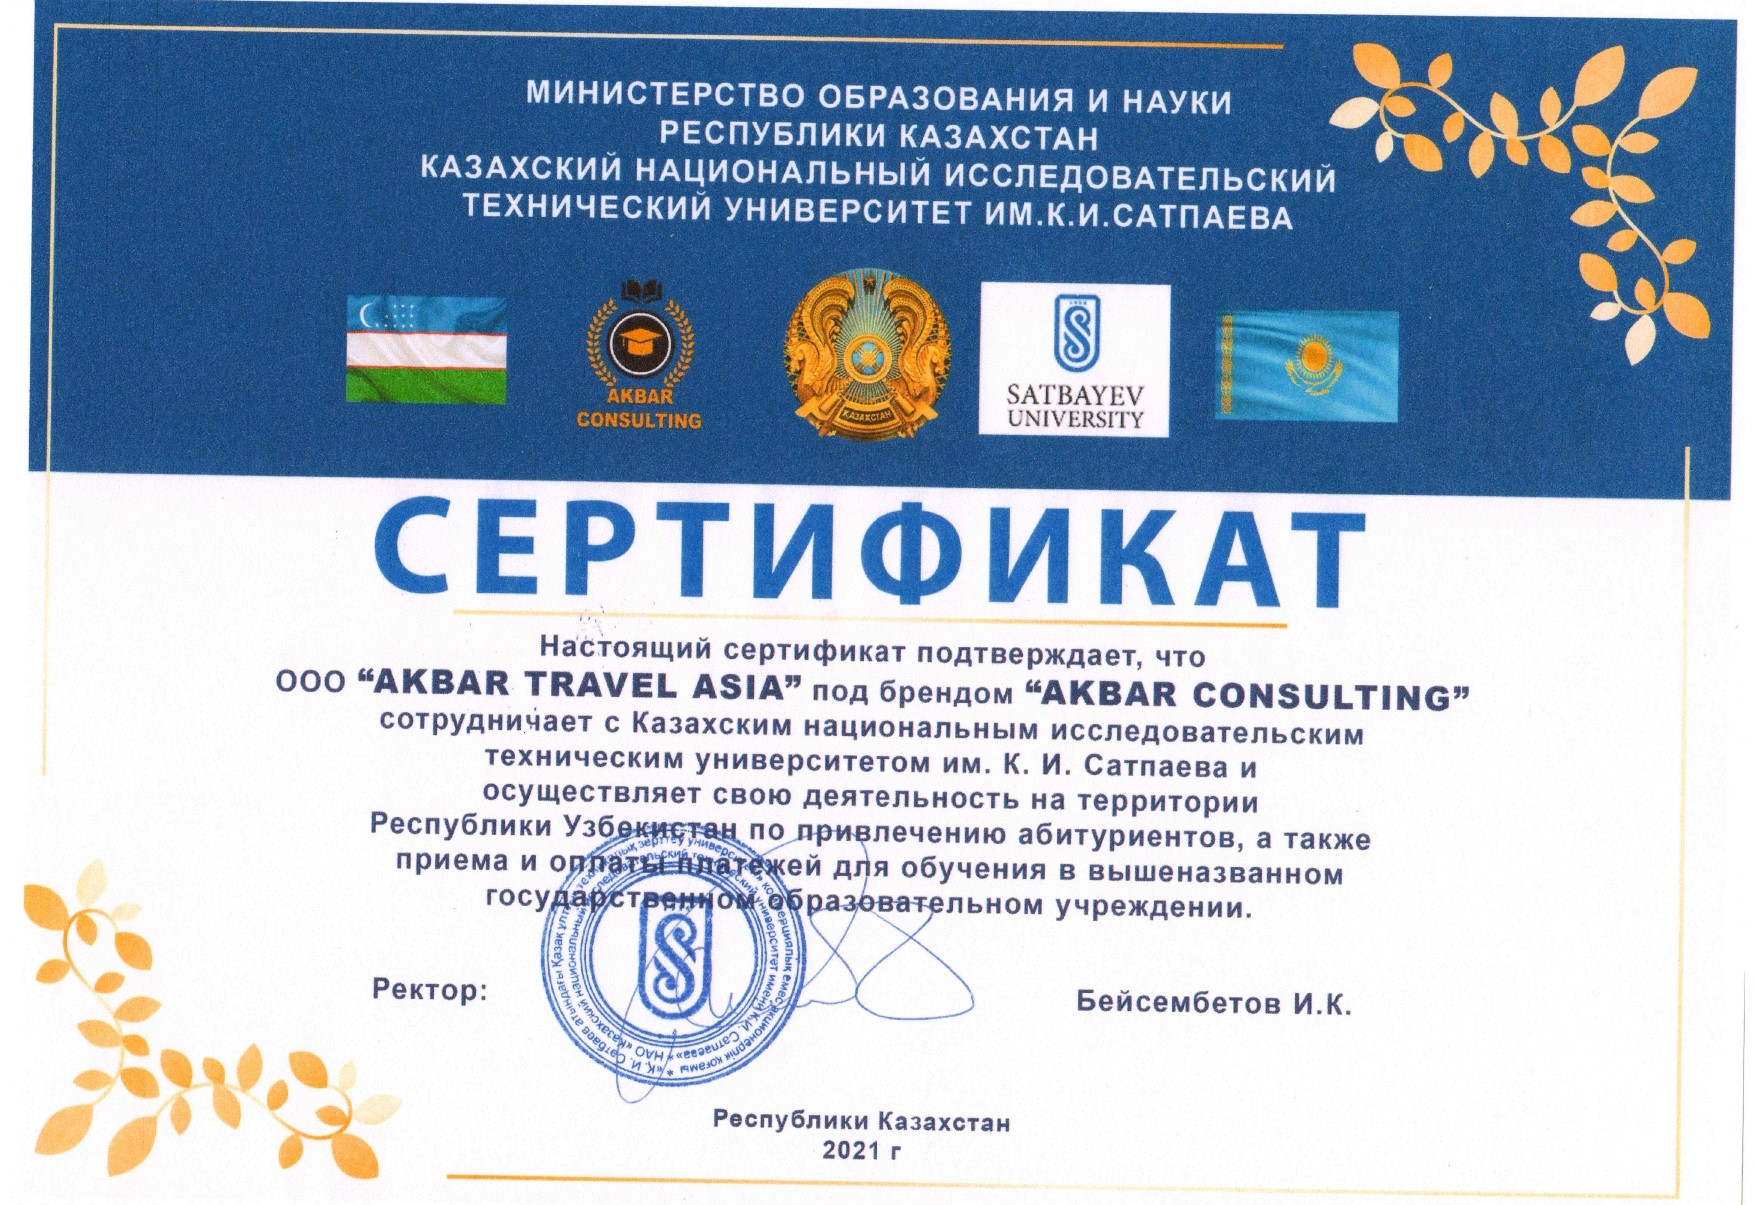 МИНИСТЕРСТВО ОБРАЗОВАНИЯ И НАУКИ
РЕСПУБЛИКИ КАЗАХСТАН
КАЗАХСКИЙ НАЦИОНАЛЬНЫЙ ИССЛЕДОВАТЕЛЬСКИЙ
ТЕХНИЧЕСКИЙ УНИВЕРСИТЕТ ИМ.К.И.САТПАЕВА
AKBAR
CONSULTING
ҚАЗАҚСТАН
SATBAYEV
UNIVERSITY
СЕРТИФИКАТ
Настоящий сертификат подтверждает, что
ООО “AKBAR TRAVEL ASIA” под брендом “AKBAR CONSULTING”
сотрудничает с Казахским национальным исследовательским
техническим университетом им. К. И. Сатпаева и
осуществляет свою деятельность на территории
Республики Узбекистан по привлечению абитуриентов, а также
приема и оплаты платежей для обучения в вышеназванном
государственном образовательном учреждении.
Ректор:
Бейсембетов И.К.
Республики Казахстан
2021 г